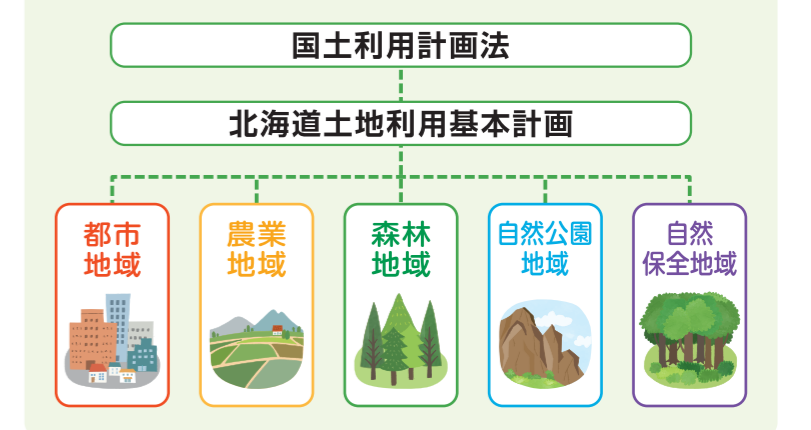 国土利用計画法
北海道土地利用基本計画
都市
地域
農業
地域
森林
地域
自然公園
地域
自然
保全地域